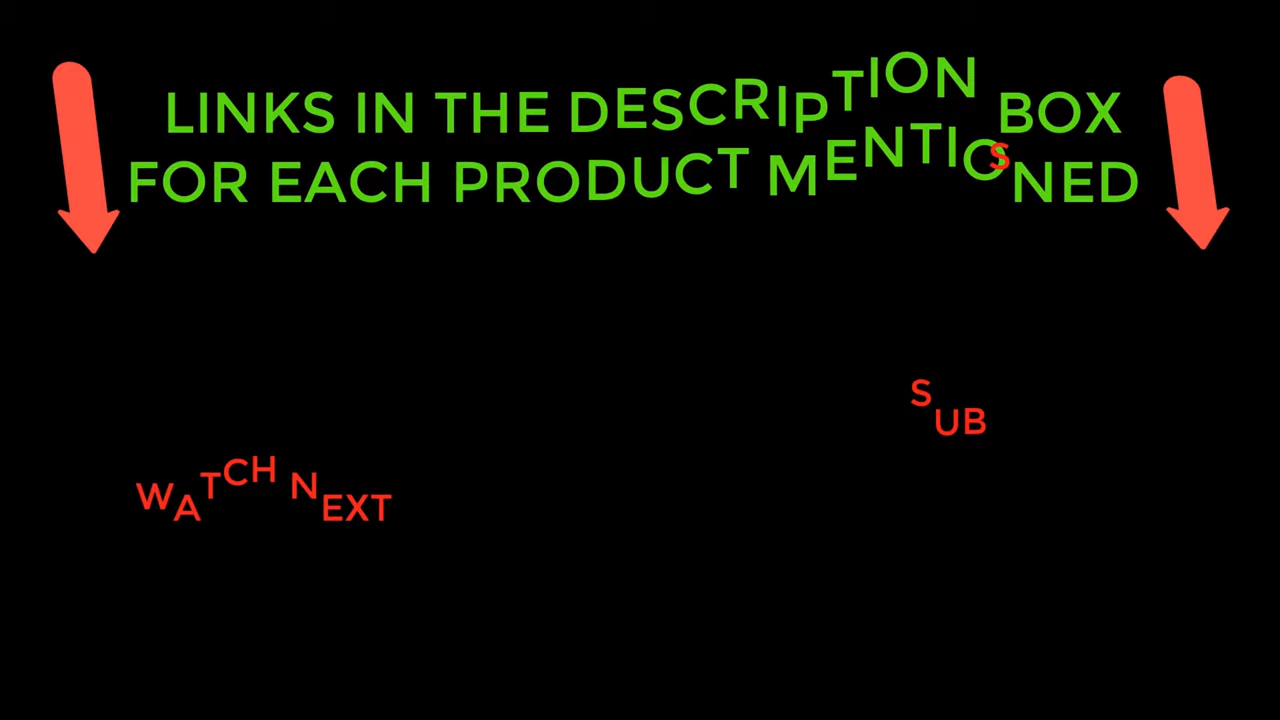 LINKS IN THE DESCRIPTION BOX
FOR EACH PRODUCT MENTIONED
S
SUB
WATCH NEXT